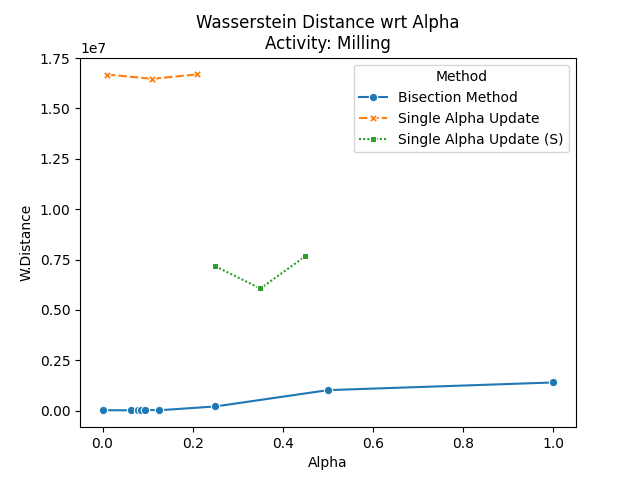 Wasserstein Distance wrt Alpha
Activity: Milling
1e7
Method
Bisection Method
Single Alpha Update
Single Alpha Update (S)
W.Distance
1.75
1.50
1.25
1.00
0.75
0.50
0.25
0.00
0.0 0.2 0.4 0.6 0.8 1.0
Alpha